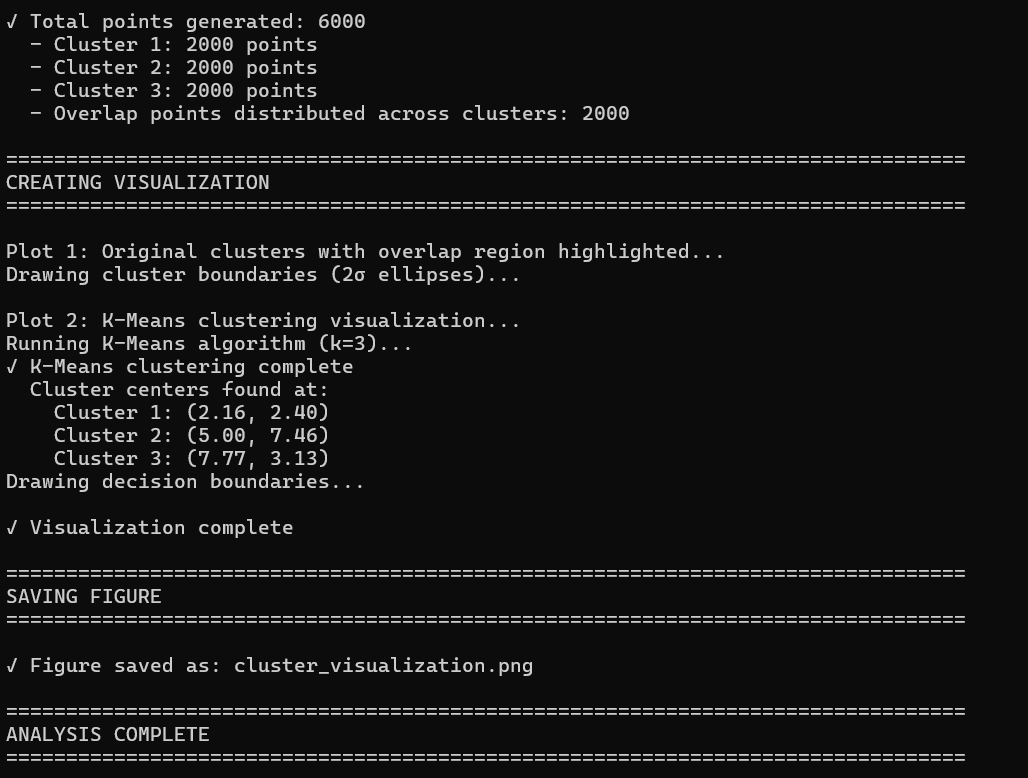 √ Total points generated: 6000
  - Cluster 1: 2000 points
  - Cluster 2: 2000 points
  - Cluster 3: 2000 points
  - Overlap points distributed across clusters: 2000
================================================================================
CREATING VISUALIZATION
================================================================================
Plot 1: Original clusters with overlap region highlighted...
Drawing cluster boundaries (2σ ellipses)...
Plot 2: K-Means clustering visualization...
Running K-Means algorithm (k=3)...
√ K-Means clustering complete
  Cluster centers found at:
    Cluster 1: (2.16, 2.40)
    Cluster 2: (5.00, 7.46)
    Cluster 3: (7.77, 3.13)
Drawing decision boundaries...
√ Visualization complete
================================================================================
SAVING FIGURE
================================================================================
√ Figure saved as: cluster_visualization.png
================================================================================
ANALYSIS COMPLETE
================================================================================